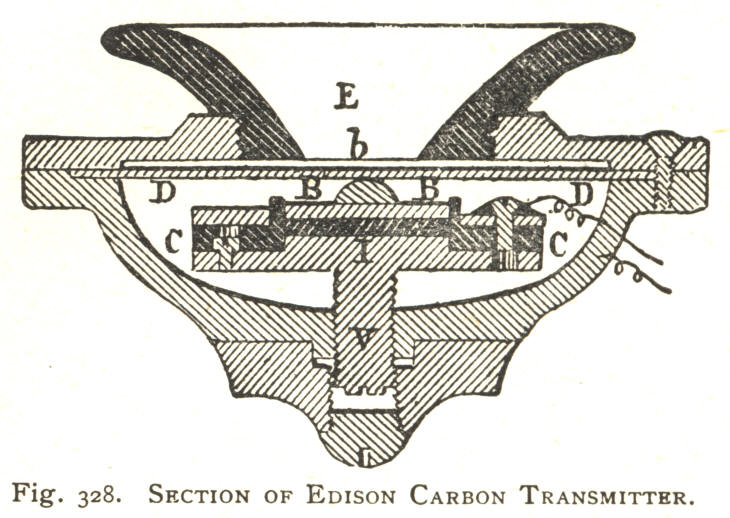 E
b
D B B D
C I C
V
Fig. 328. SECTION OF EDISON CARBON TRANSMITTER.